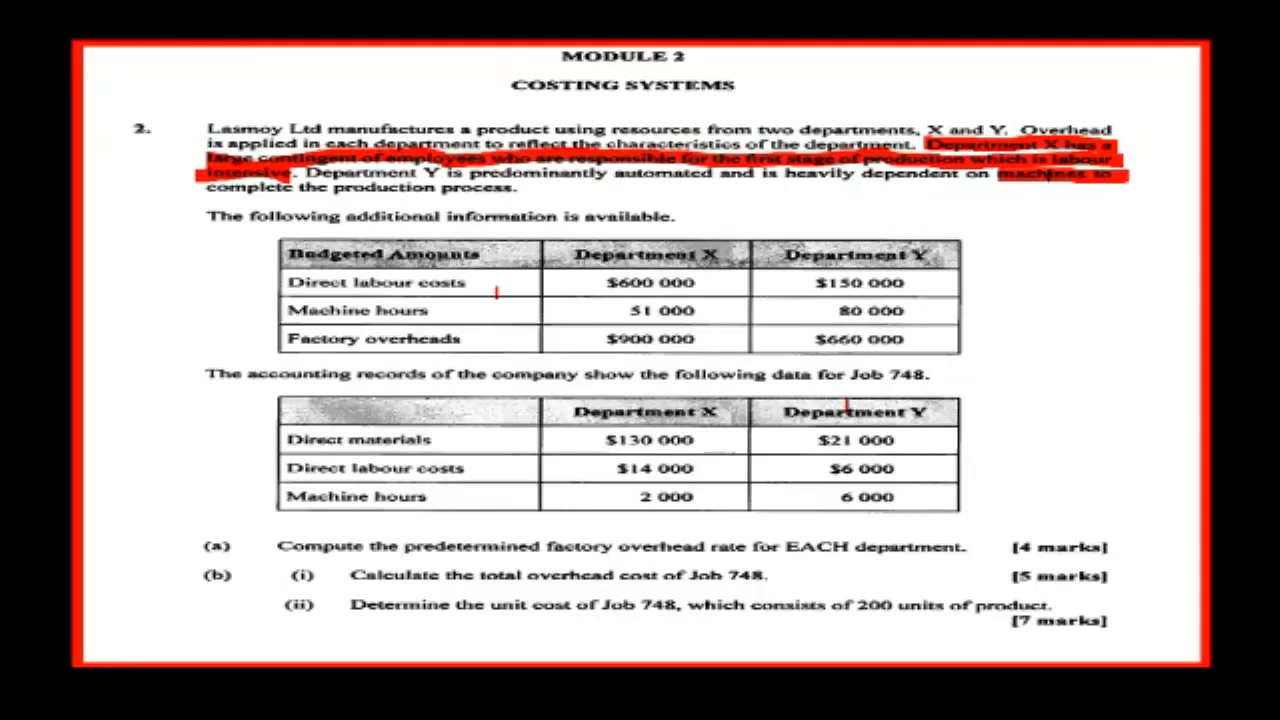 MODULE 2
COSTING SYSTEMS
2. Lasmoy Ltd manufactures a product using resources from two departments, X and Y. Overhead
is applied in each department to reflect the characteristics of the department. Department X has a
large contingent of employees who are responsible for the first stage of production which is labour
intensive. Department Y is predominantly automated and is heavily dependent on machines to
complete the production process.
The following additional information is available.
Budgeted Amounts Department X Department Y
Direct labour costs $600 000 $150 000
Machine hours 51 000 80 000
Factory overheads $900 000 $660 000
The accounting records of the company show the following data for Job 748.
Department X Department Y
Direct materials $130 000 $21 000
Direct labour costs $14 000 $6 000
Machine hours 2 000 6 000
(a) Compute the predetermined factory overhead rate for EACH department. [4 marks]
(b) (i) Calculate the total overhead cost of Job 748. [5 marks]
(ii) Determine the unit cost of Job 748, which consists of 200 units of product.
[7 marks]